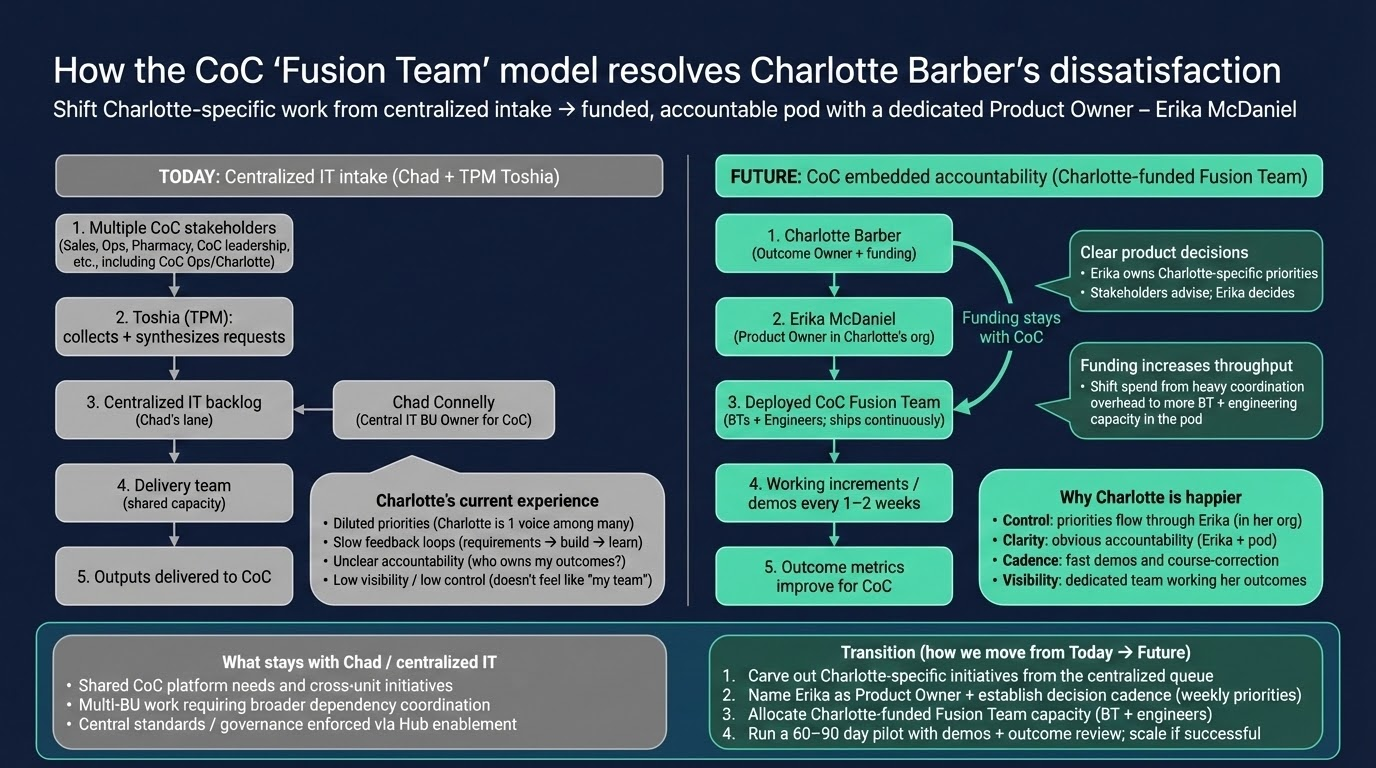 How the CoC ‘Fusion Team’ model resolves Charlotte Barber’s dissatisfaction
Shift Charlotte-specific work from centralized intake → funded, accountable pod with a dedicated Product Owner – Erika McDaniel
TODAY: Centralized IT intake (Chad + TPM Toshia)
1. Multiple CoC stakeholders
(Sales, Ops, Pharmacy, CoC leadership,
etc., including CoC Ops/Charlotte)
2. Toshia (TPM):
collects + synthesizes requests
3. Centralized IT backlog
(Chad's lane)
Chad Connelly
(Central IT BU Owner for CoC)
4. Delivery team
(shared capacity)
5. Outputs delivered to CoC
Charlotte’s current experience
• Diluted priorities (Charlotte is 1 voice among many)
• Slow feedback loops (requirements → build → learn)
• Unclear accountability (who owns my outcomes?)
• Low visibility / low control (doesn't feel like "my team")
FUTURE: CoC embedded accountability (Charlotte-funded Fusion Team)
1. Charlotte Barber
(Outcome Owner + funding)
2. Erika McDaniel
(Product Owner in Charlotte's org)
3. Deployed CoC Fusion Team
(BTs + Engineers; ships continuously)
4. Working increments /
demos every 1–2 weeks
5. Outcome metrics
improve for CoC
Funding stays
with CoC
Clear product decisions
• Erika owns Charlotte-specific priorities
• Stakeholders advise; Erika decides
Funding increases throughput
• Shift spend from heavy coordination
overhead to more BT + engineering
capacity in the pod
Why Charlotte is happier
• Control: priorities flow through Erika (in her org)
• Clarity: obvious accountability (Erika + pod)
• Cadence: fast demos and course-correction
• Visibility: dedicated team working her outcomes
What stays with Chad / centralized IT
• Shared CoC platform needs and cross-unit initiatives
• Multi-BU work requiring broader dependency coordination
• Central standards / governance enforced via Hub enablement
Transition (how we move from Today → Future)
1. Carve out Charlotte-specific initiatives from the centralized queue
2. Name Erika as Product Owner + establish decision cadence (weekly priorities)
3. Allocate Charlotte-funded Fusion Team capacity (BT + engineers)
4. Run a 60–90 day pilot with demos + outcome review; scale if successful